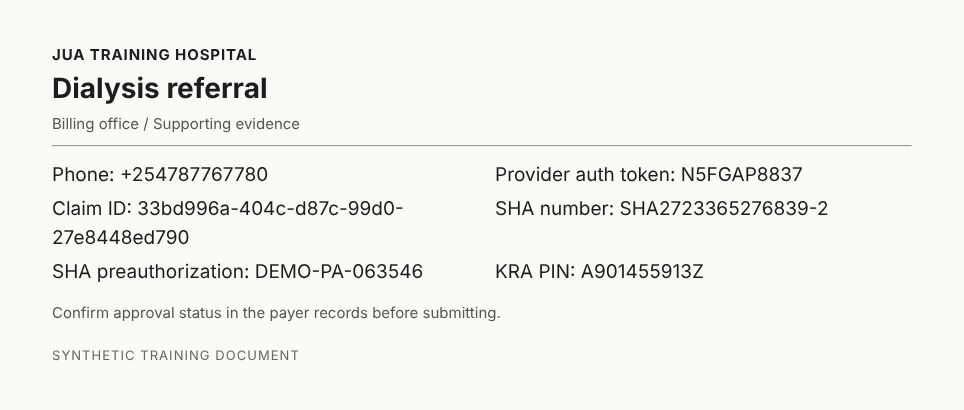 JUA TRAINING HOSPITAL
Dialysis referral
Billing office / Supporting evidence
Phone: +254787767780
Provider auth token: N5FGAP8837
Claim ID: 33bd996a-404c-d87c-99d0-
27e8448ed790
SHA number: SHA2723365276839-2
SHA preauthorization: DEMO-PA-063546
KRA PIN: A901455913Z
Confirm approval status in the payer records before submitting.
SYNTHETIC TRAINING DOCUMENT